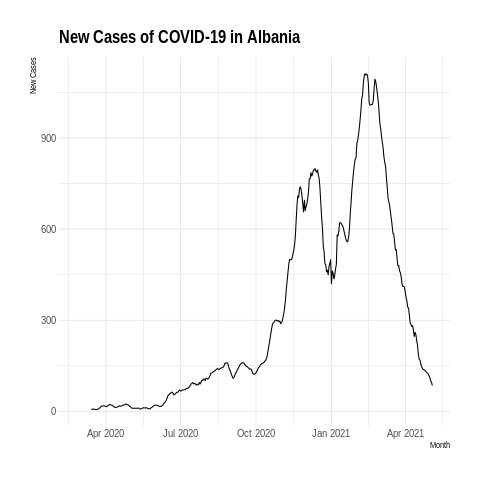 New Cases of COVID-19 in Albania
New Cases
900
600
300
0
Apr 2020 Jul 2020 Oct 2020 Jan 2021 Apr 2021
Month